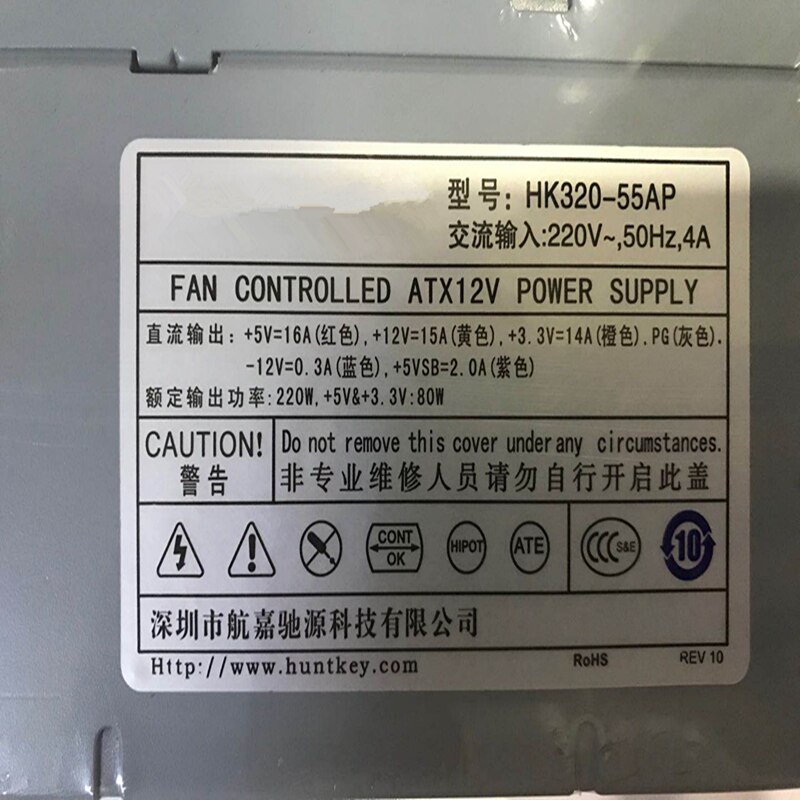 型号: HK320-55AP
交流输入:220V~,50Hz,4A
FAN CONTROLLED ATX12V POWER SUPPLY
直流输出: +5V=16A(红色),+12V=15A(黄色),+3.3V=14A(橙色).PG(灰色).
-12V=0.3A(蓝色),+5VSB=2.0A(紫色)
额定输出功率:220W,+5V&+3.3V:80W
CAUTION!
警告
Do not remove this cover under any circumstances.
非专业维修人员请勿自行开启此盖
CONT OK
HIPOT
ATE
CCC S&E
10
深圳市航嘉驰源科技有限公司
Http://www.huntkey.com
RoHS
REV 10